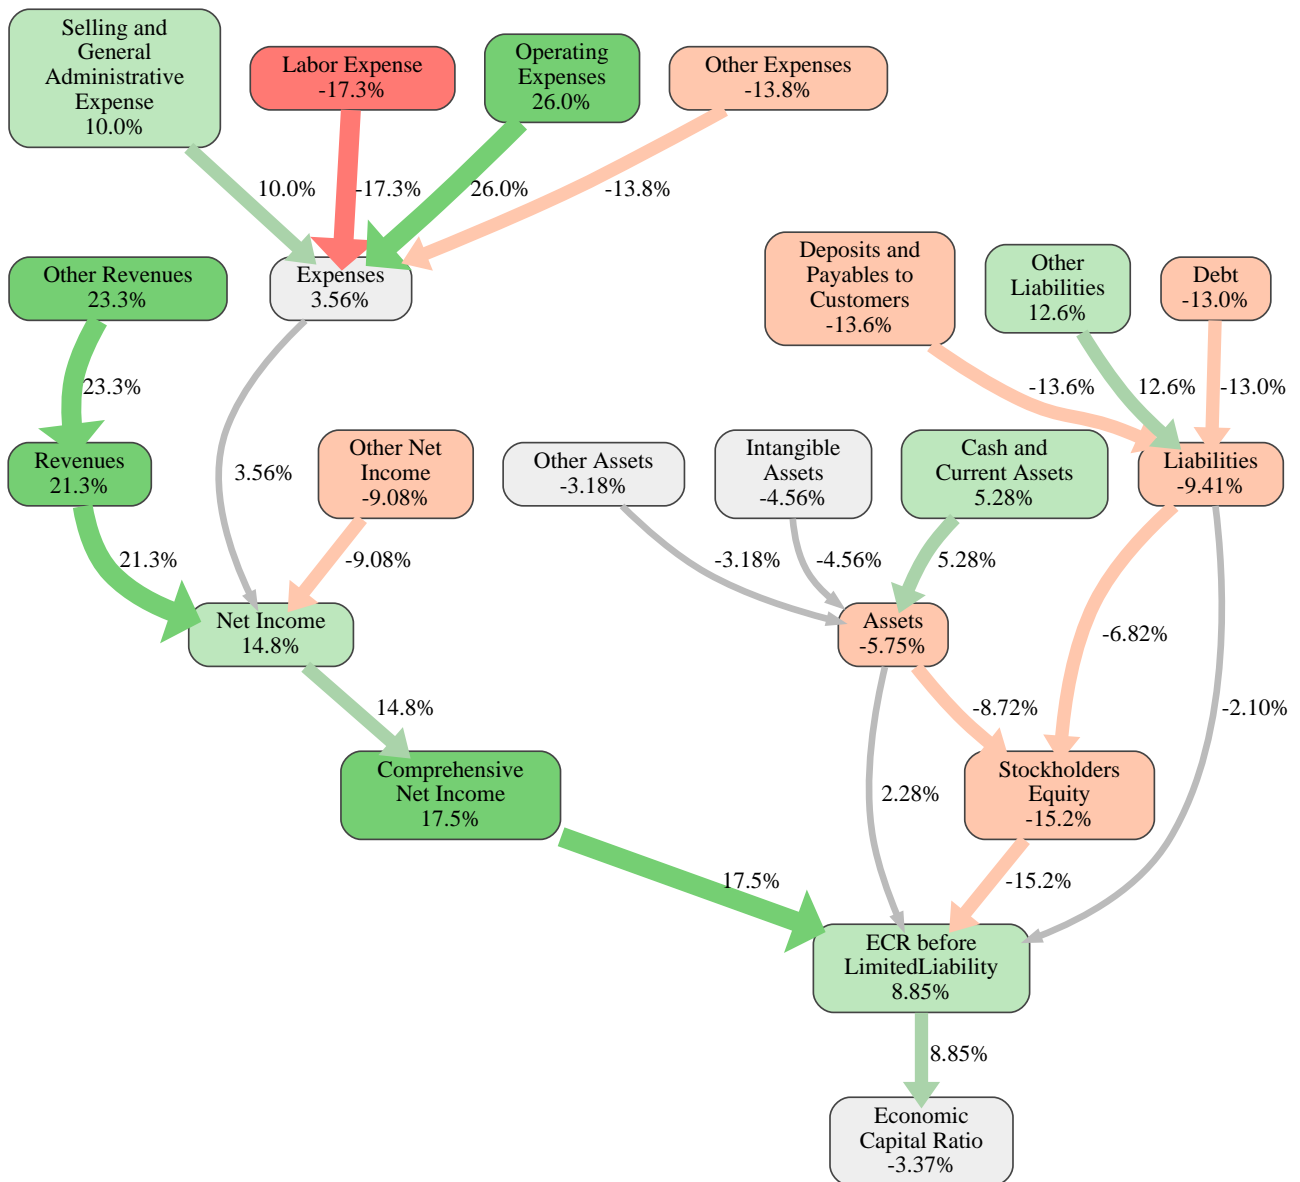 Selling and
General
Administrative
Expense
10.0%
Labor Expense
-17.3%
Operating
Expenses
26.0%
Other Expenses
-13.8%
10.0%
-17.3%
26.0%
-13.8%
Other Revenues
23.3%
Expenses
3.56%
Deposits and
Payables to
Customers
-13.6%
Other
Liabilities
12.6%
Debt
-13.0%
23.3%
-13.6%
12.6%
-13.0%
Revenues
21.3%
3.56%
Other Net
Income
-9.08%
Other Assets
-3.18%
Intangible
Assets
-4.56%
Cash and
Current Assets
5.28%
Liabilities
-9.41%
21.3%
-9.08%
-3.18%
-4.56%
5.28%
Net Income
14.8%
Assets
-5.75%
-6.82%
14.8%
-8.72%
-2.10%
Comprehensive
Net Income
17.5%
2.28%
Stockholders
Equity
-15.2%
17.5%
-15.2%
ECR before
LimitedLiability
8.85%
8.85%
Economic
Capital Ratio
-3.37%